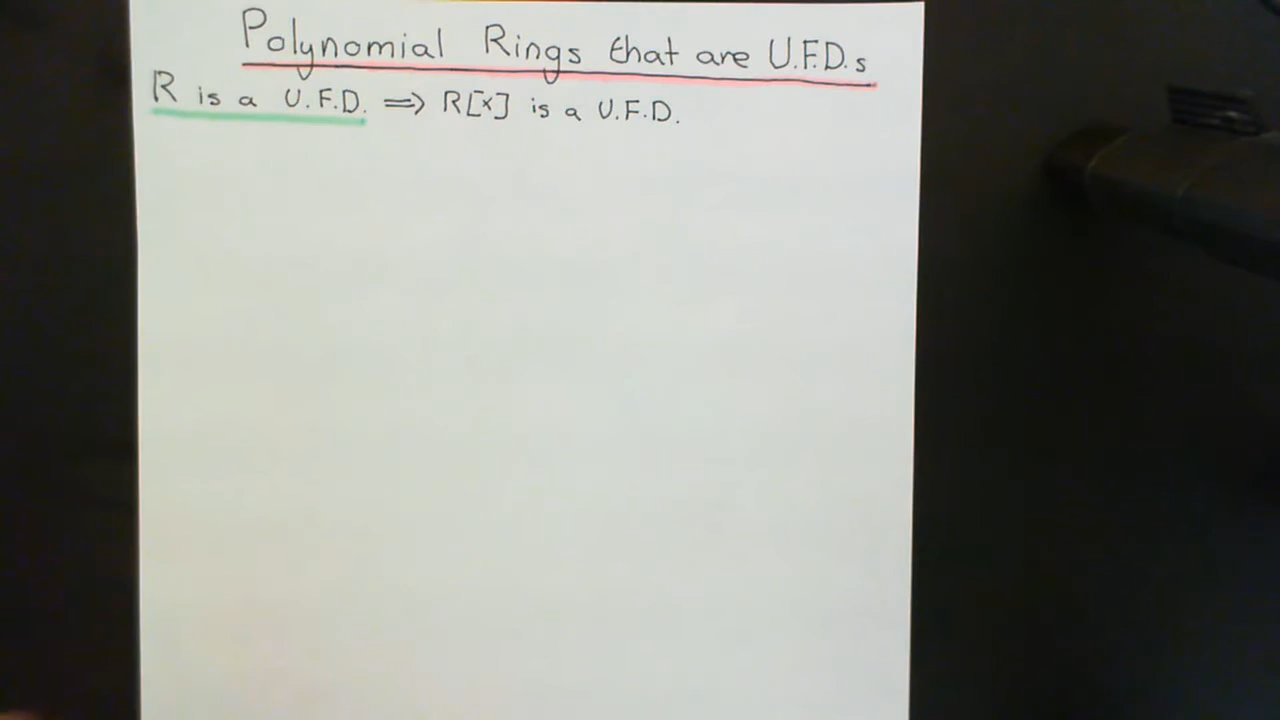 Polynomial Rings that are U.F.D.s
R is a U.F.D. ⟹ R[x] is a U.F.D.